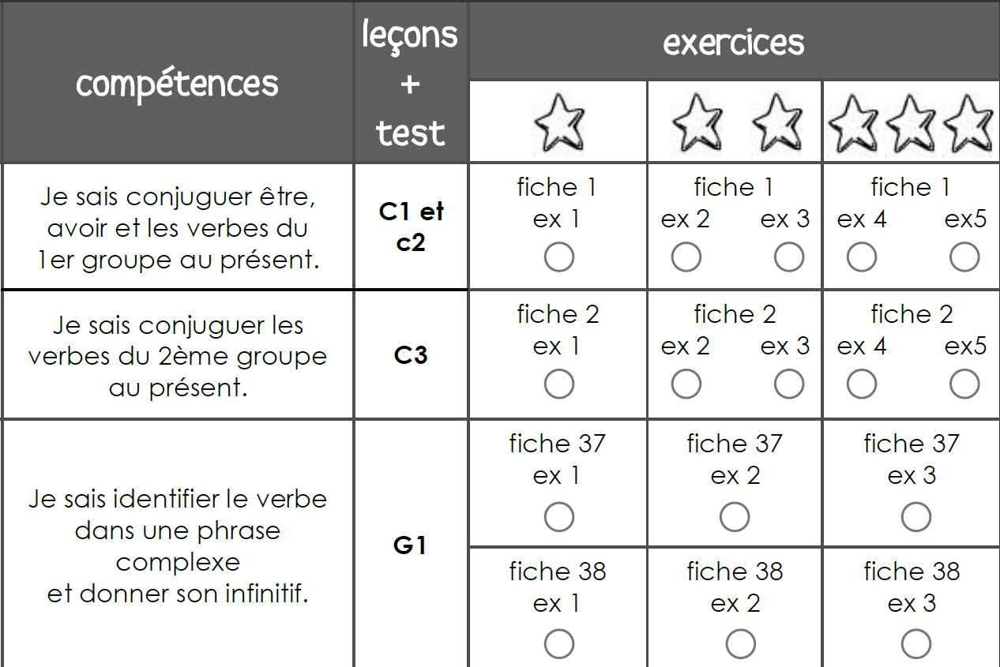 compétences
leçons
+
test
exercices
Je sais conjuguer être,
avoir et les verbes du
1er groupe au présent.
C1 et
c2
fiche 1
ex 1
fiche 1
ex 2 ex 3
fiche 1
ex 4 ex5
Je sais conjuguer les
verbes du 2ème groupe
au présent.
C3
fiche 2
ex 1
fiche 2
ex 2 ex 3
fiche 2
ex 4 ex5
Je sais identifier le verbe
dans une phrase
complexe
et donner son infinitif.
G1
fiche 37
ex 1
fiche 37
ex 2
fiche 37
ex 3
fiche 38
ex 1
fiche 38
ex 2
fiche 38
ex 3